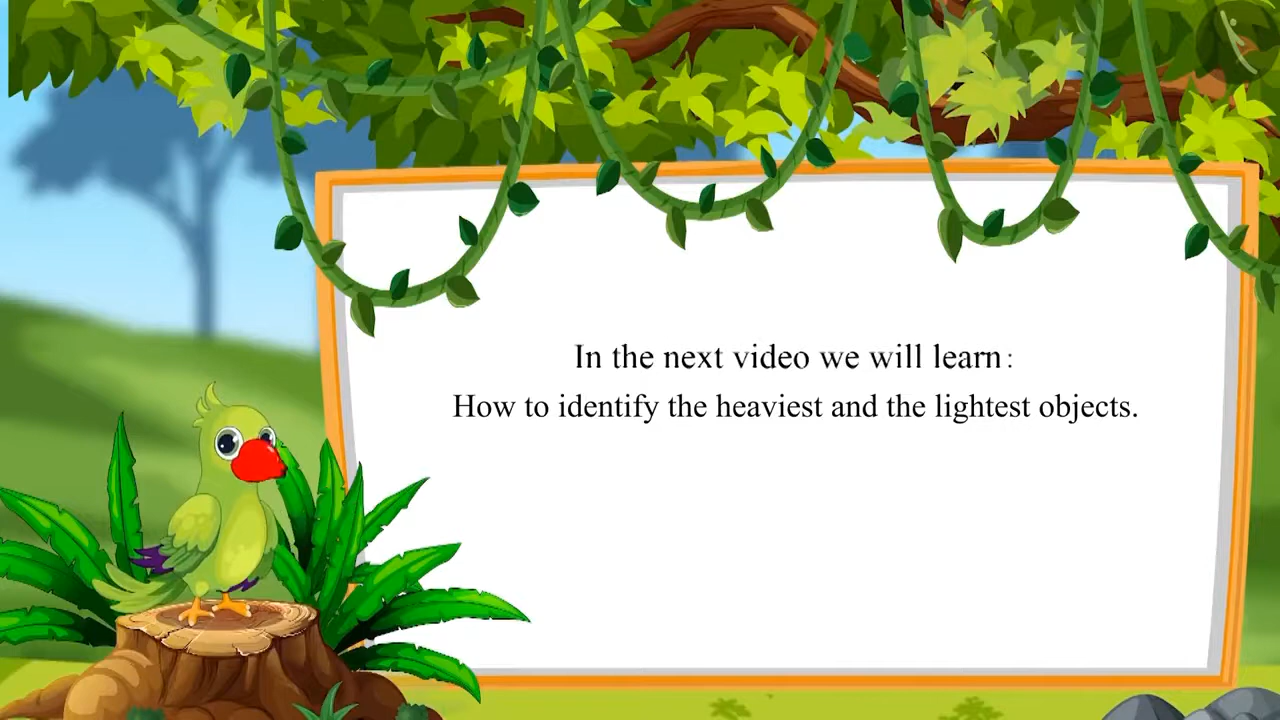 In the next video we will learn:
How to identify the heaviest and the lightest objects.